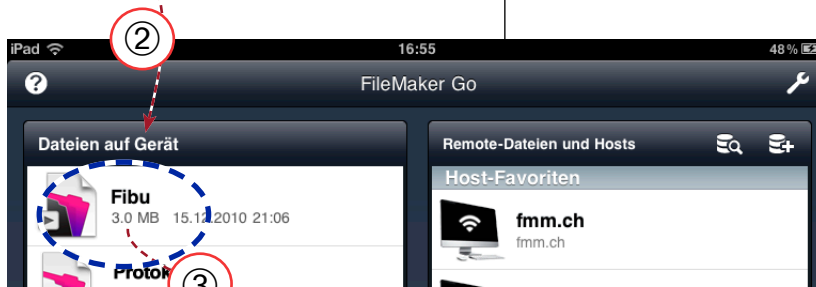 ②
iPad 16:55 48%
? FileMaker Go
Dateien auf Gerät
Fibu
3.0 MB 15.12.2010 21:06
③
Remote-Dateien und Hosts
Host-Favoriten
fmm.ch
fmm.ch